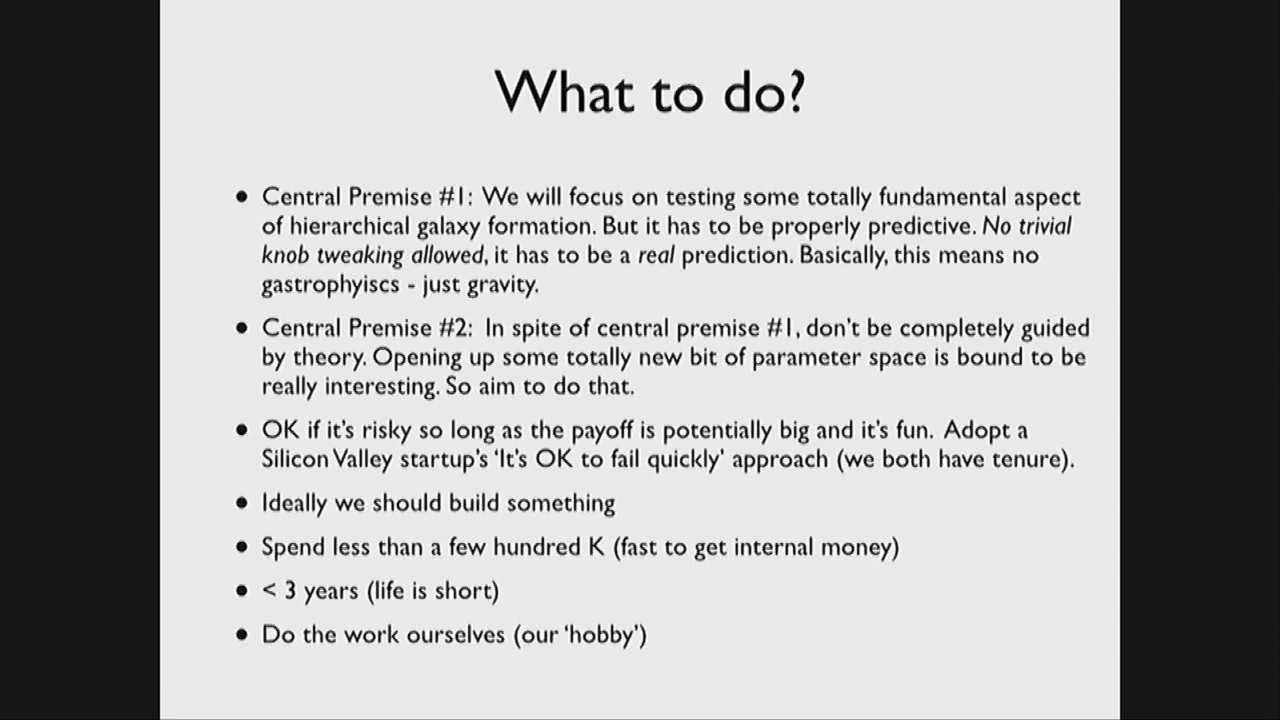 What to do?
• Central Premise #1: We will focus on testing some totally fundamental aspect
of hierarchical galaxy formation. But it has to be properly predictive. No trivial
knob tweaking allowed, it has to be a real prediction. Basically, this means no
gastrophyiscs - just gravity.
• Central Premise #2: In spite of central premise #1, don't be completely guided
by theory. Opening up some totally new bit of parameter space is bound to be
really interesting. So aim to do that.
• OK if it's risky so long as the payoff is potentially big and it's fun. Adopt a
Silicon Valley startup's 'It's OK to fail quickly' approach (we both have tenure).
• Ideally we should build something
• Spend less than a few hundred K (fast to get internal money)
• < 3 years (life is short)
• Do the work ourselves (our 'hobby')